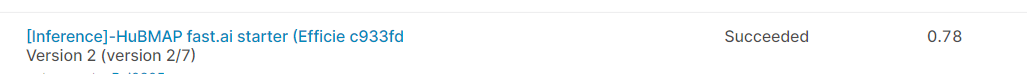 [Inference]-HuBMAP fast.ai starter (Efficie c933fd Succeeded 0.78
Version 2 (version 2/7)